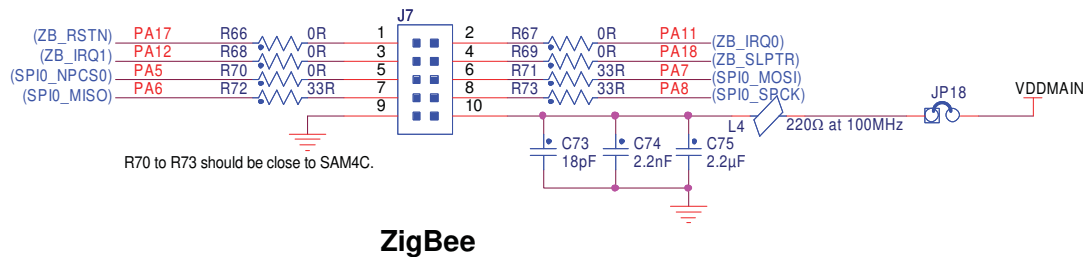 J7
(ZB_RSTN) PA17 R66 0R 1 2 R67 0R PA11 (ZB_IRQ0)
(ZB_IRQ1) PA12 R68 0R 3 4 R69 0R PA18 (ZB_SLPTR)
(SPI0_NPCS0) PA5 R70 0R 5 6 R71 33R PA7 (SPI0_MOSI)
(SPI0_MISO) PA6 R72 33R 7 8 R73 33R PA8 (SPI0_SPCK)
9 10
L4 220Ω at 100MHz JP18 VDDMAIN
C73 C74 C75
18pF 2.2nF 2.2µF
R70 to R73 should be close to SAM4C.
ZigBee